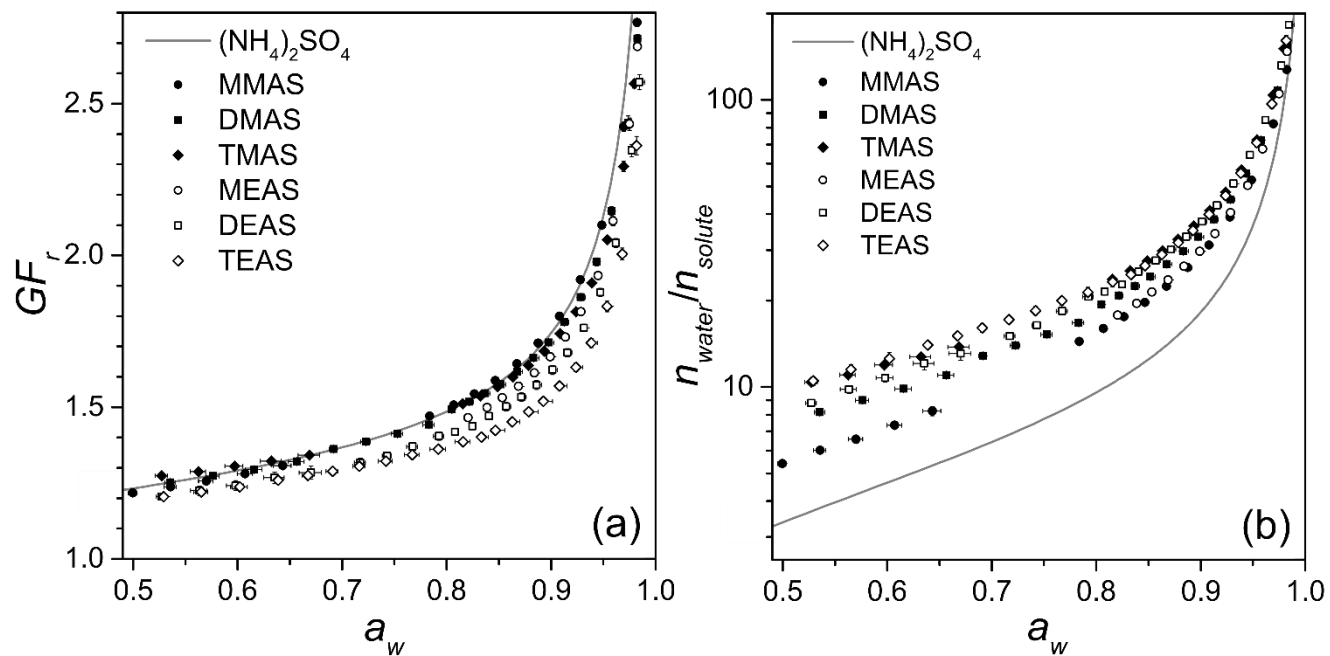 (NH₄)₂SO₄
MMAS
DMAS
TMAS
MEAS
DEAS
TEAS
GFᵣ
2.5
2.0
1.5
1.0
0.5 0.6 0.7 0.8 0.9 1.0
a_w
(a)
(NH₄)₂SO₄
MMAS
DMAS
TMAS
MEAS
DEAS
TEAS
n_water/n_solute
100
10
0.5 0.6 0.7 0.8 0.9 1.0
a_w
(b)